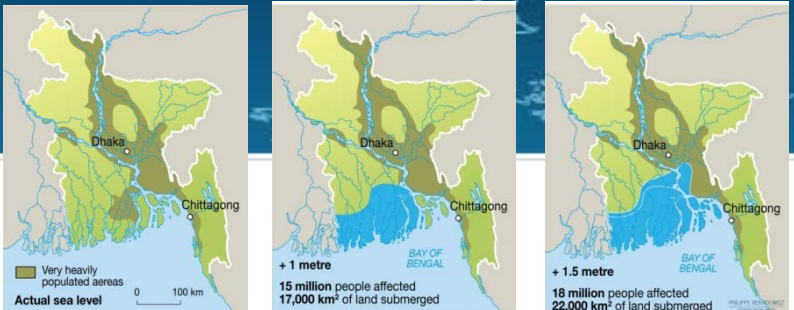 Dhaka
Chittagong
Very heavily
populated aereas
Actual sea level
0 100 km
Dhaka
Chittagong
BAY OF
BENGAL
+ 1 metre
15 million people affected
17,000 km² of land submerged
Dhaka
Chittagong
BAY OF
BENGAL
+ 1.5 metre
18 million people affected
22,000 km² of land submerged
PHILIPPE REKACEWICZ